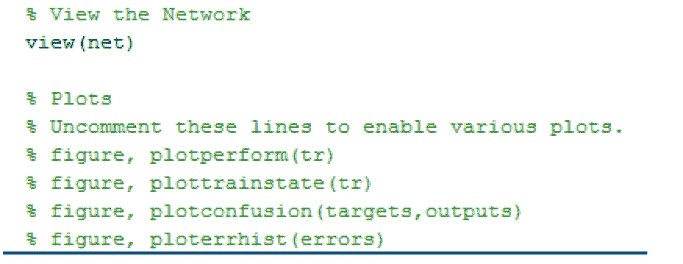 % View the Network
view(net)
% Plots
% Uncomment these lines to enable various plots.
% figure, plotperform(tr)
% figure, plottrainstate(tr)
% figure, plotconfusion(targets,outputs)
% figure, ploterrhist(errors)